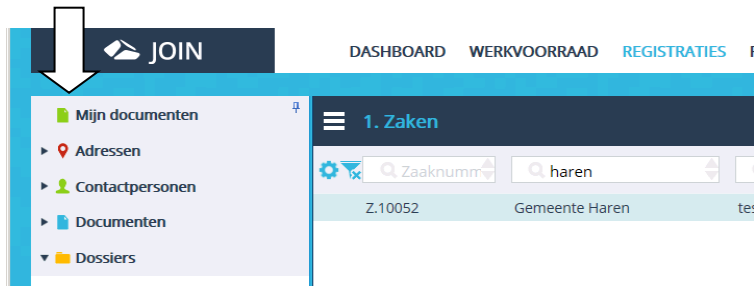 JOIN DASHBOARD WERKVOORRAAD REGISTRATIES
Mijn documenten
1. Zaken
Adressen
Zaaknumm haren
Contactpersonen
Z.10052 Gemeente Haren tes
Documenten
Dossiers